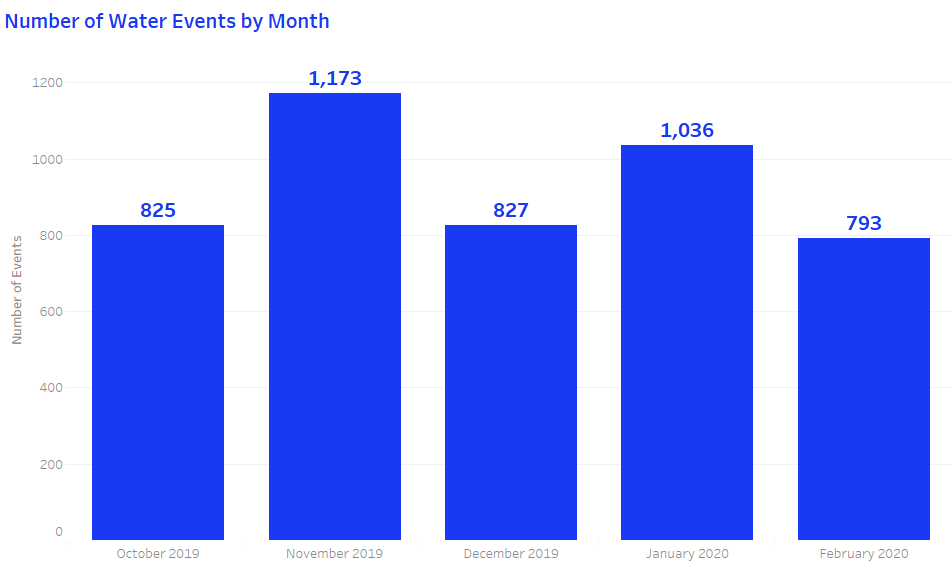 Number of Water Events by Month
1200
1000
800
600
400
200
0
Number of Events
825
1,173
827
1,036
793
October 2019
November 2019
December 2019
January 2020
February 2020